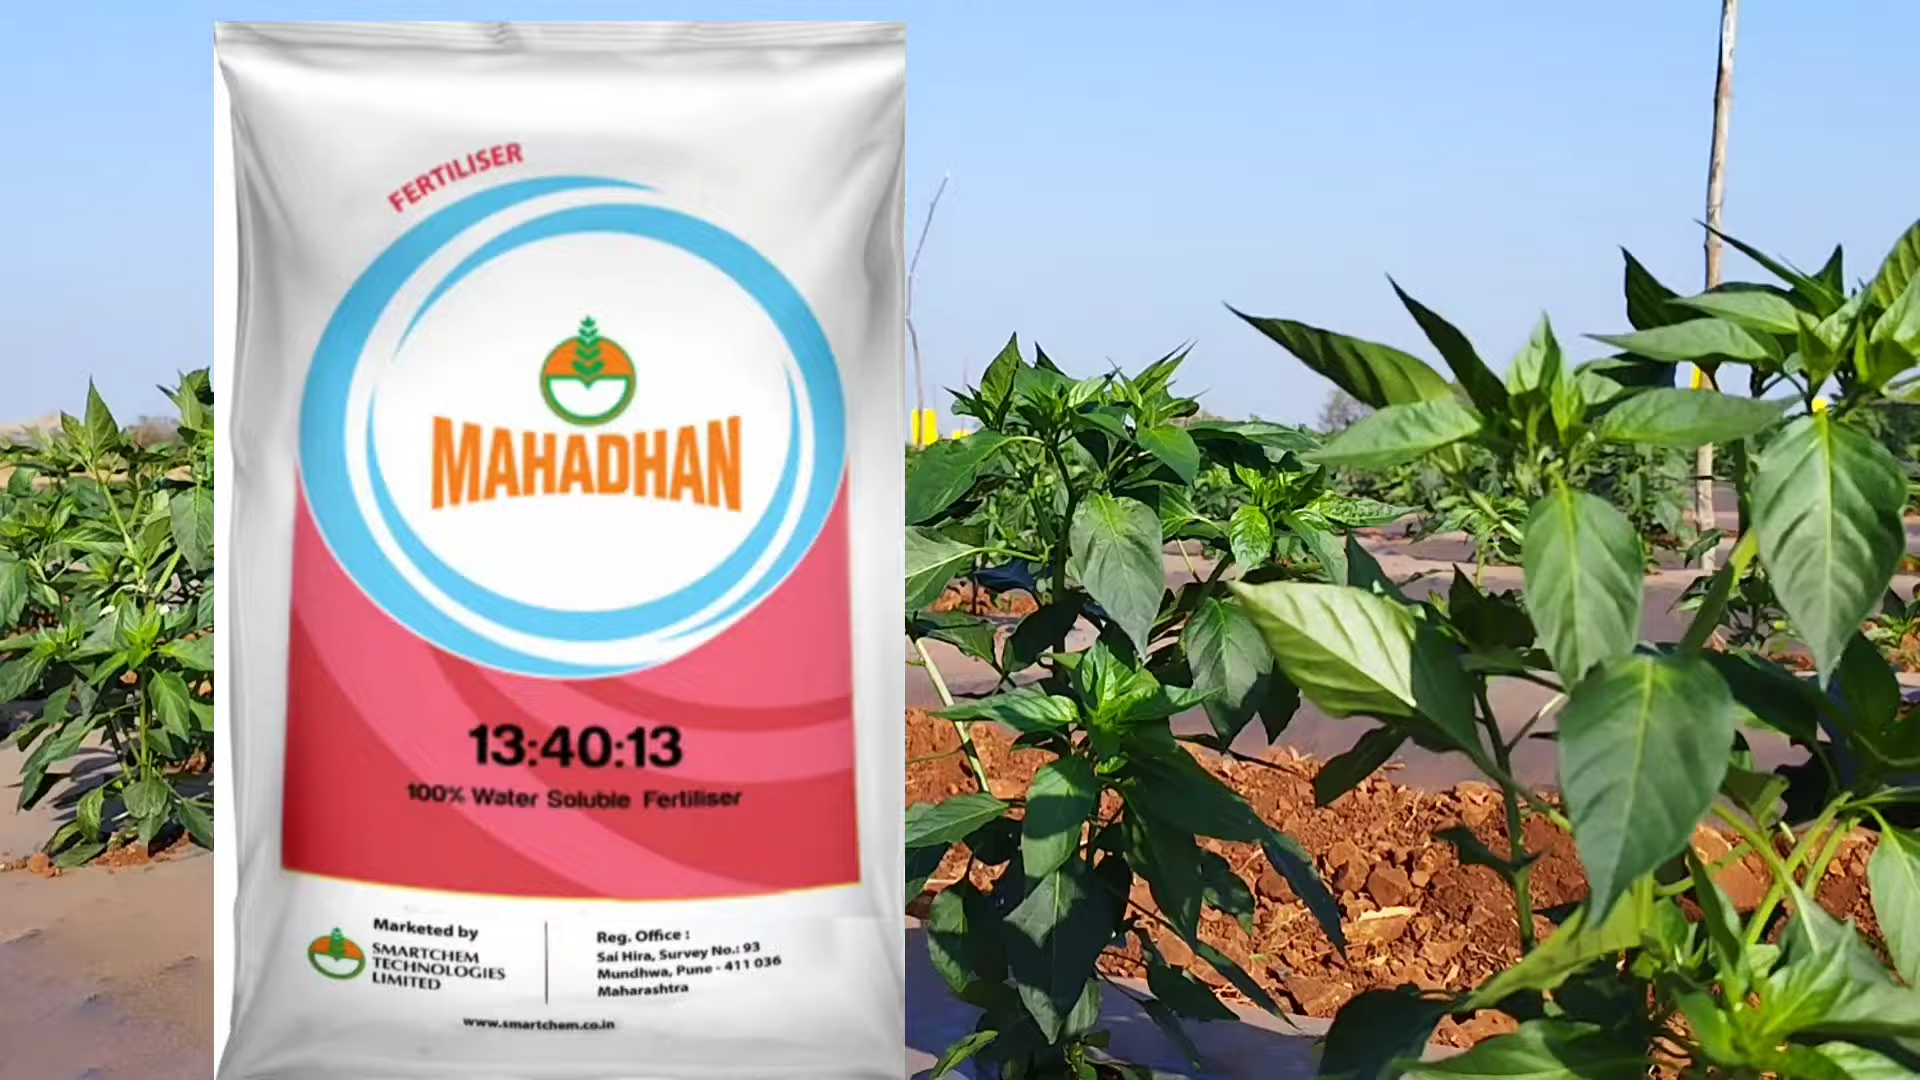 FERTILISER
MAHADHAN
13:40:13
100% Water Soluble Fertiliser
Marketed by
SMARTCHEM
TECHNOLOGIES
LIMITED
Reg. Office :
Sai Hira, Survey No.: 93
Mundhwa, Pune - 411 036
Maharashtra
www.smartchem.co.in